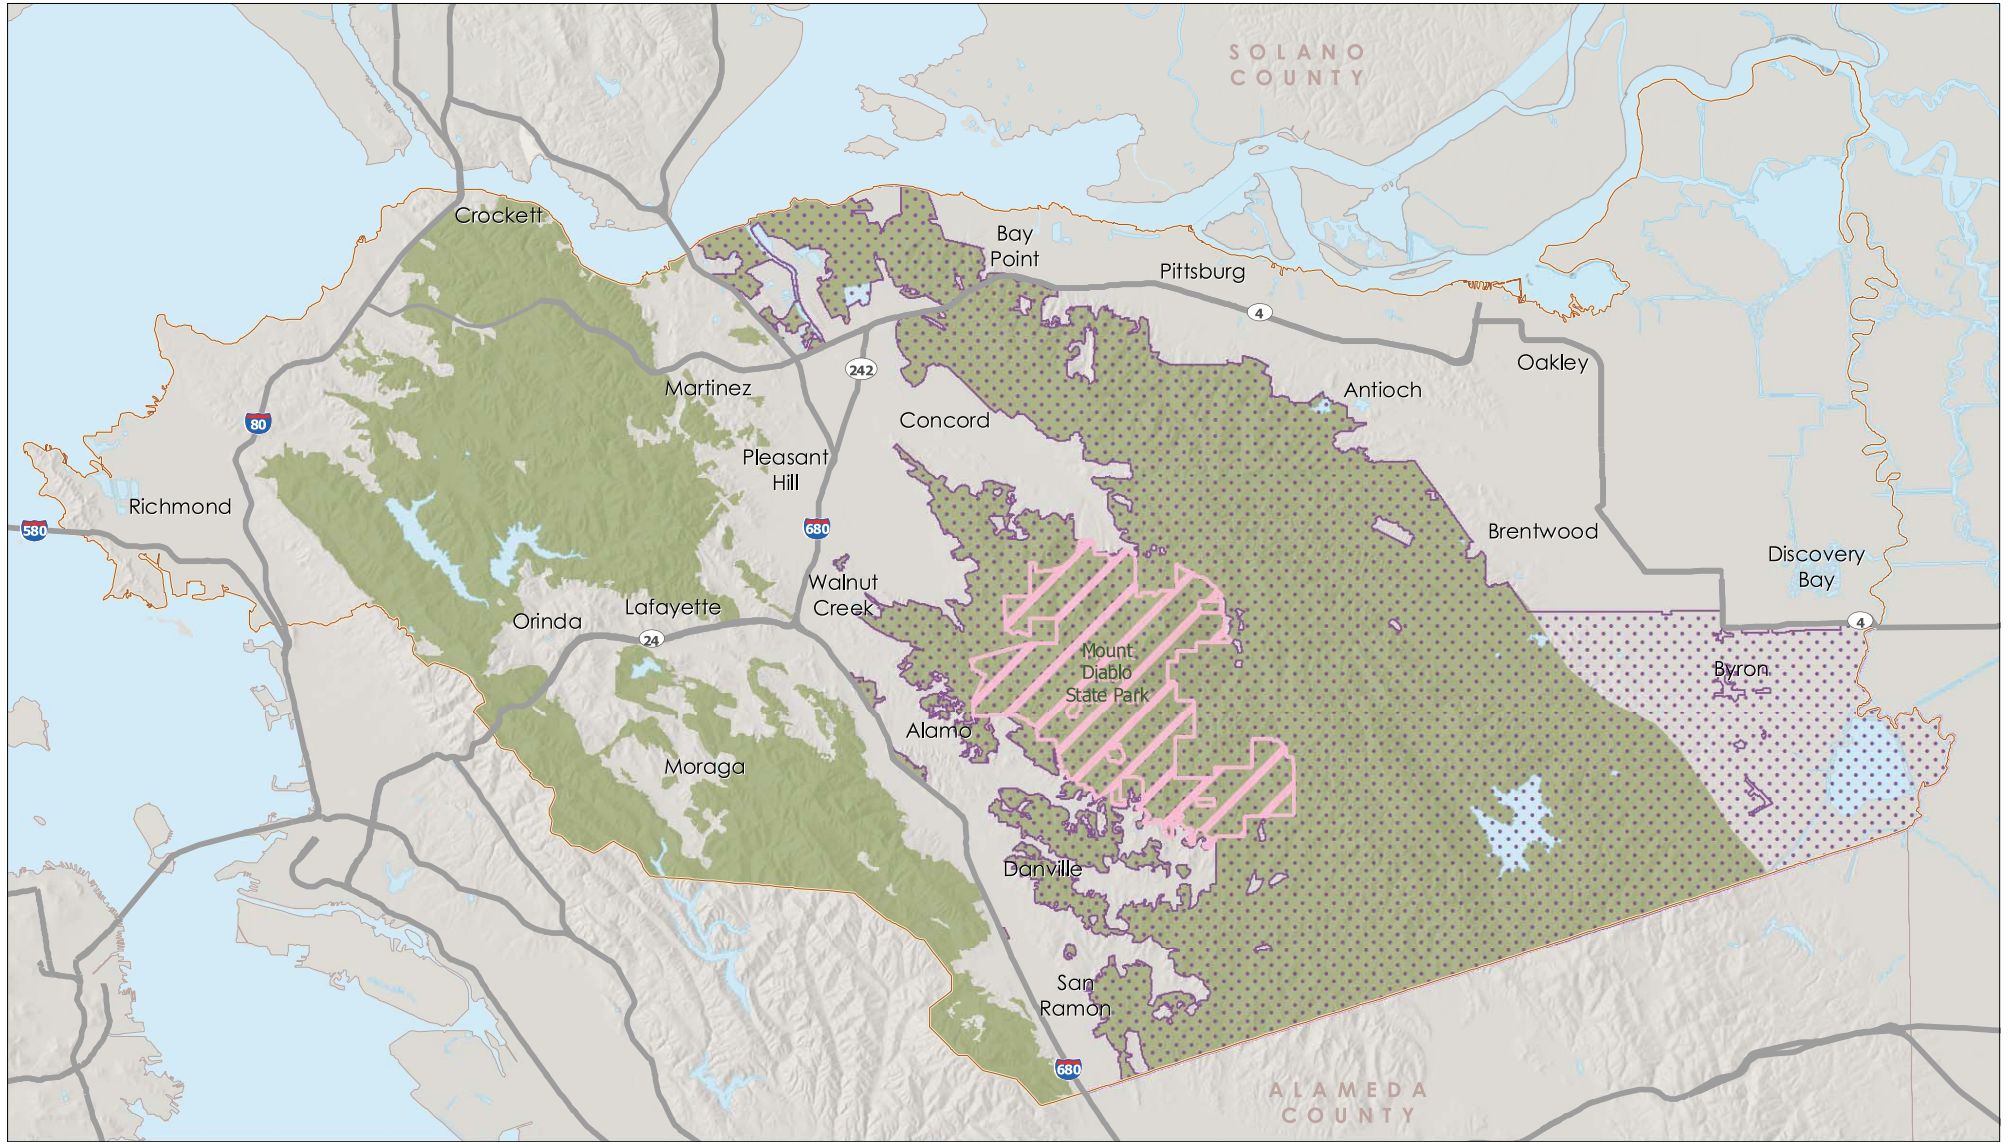 SOLANO
COUNTY
Crockett
Bay
Point
Pittsburg
4
242
Oakley
Martinez
Antioch
80
Concord
Pleasant
Hill
Richmond
580
680
Brentwood
Discovery
Bay
Walnut
Creek
Lafayette
Orinda
24
4
Mount
Diablo
State Park
Byron
Alamo
Moraga
Danville
San
Ramon
680
ALAMEDA
COUNTY